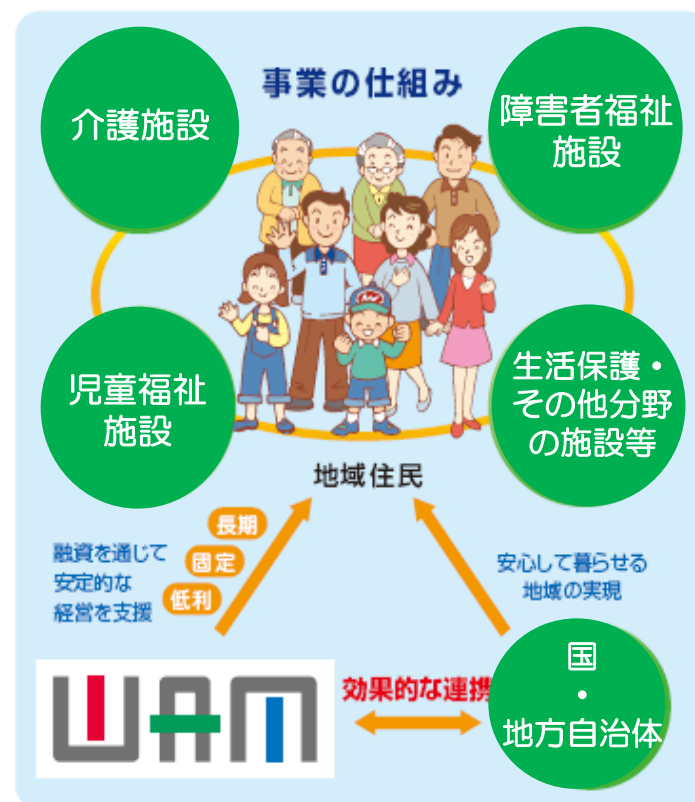 事業の仕組み
介護施設
障害者福祉
施設
児童福祉
施設
生活保護・
その他分野
の施設等
地域住民
長期
固定
低利
融資を通じて
安定的な
経営を支援
安心して暮らせる
地域の実現
WAM
効果的な連携
国
・
地方自治体